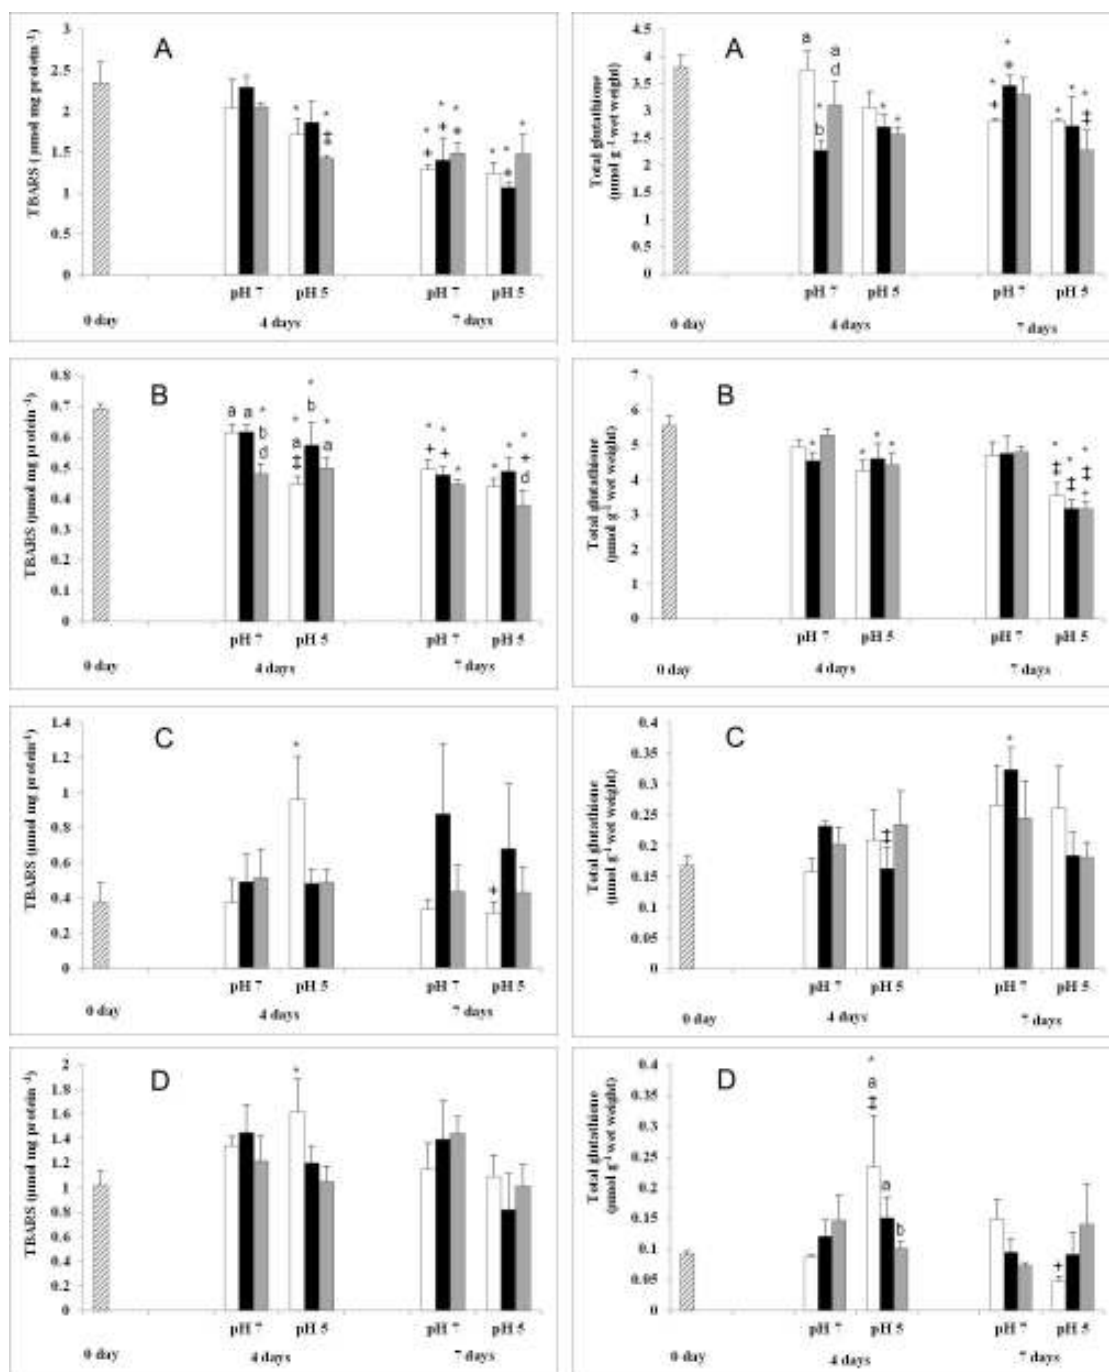 TBARS ( μmol mg protein ⁻¹)
A
3
2.5
2
1.5
1
0.5
0
* * ‡ * + * + * * * * * *
pH 7 pH 5 pH 7 pH 5
0 day 4 days 7 days
Total glutathione
(μmol g⁻¹ wet weight)
A
4.5
4
3.5
3
2.5
2
1.5
1
0.5
0
a * b a d * * * + * * * * * ‡
pH 7 pH 5 pH 7 pH 5
0 day 4 days 7 days
TBARS (μmol mg protein⁻¹)
B
0.8
0.7
0.6
0.5
0.4
0.3
0.2
0.1
0
a a * b d * a ‡ * b * a * + * + * * * * + d
pH 7 pH 5 pH 7 pH 5
0 day 4 days 7 days
Total glutathione
(μmol g⁻¹ wet weight)
B
7
6
5
4
3
2
1
0
* * * * * ‡ + * ‡ + * ‡ +
pH 7 pH 5 pH 7 pH 5
0 day 4 days 7 days
TBARS (μmol mg protein⁻¹)
C
1.4
1.2
1
0.8
0.6
0.4
0.2
0
* +
pH 7 pH 5 pH 7 pH 5
0 day 4 days 7 days
Total glutathione
(μmol g⁻¹ wet weight)
C
0.4
0.35
0.3
0.25
0.2
0.15
0.1
0.05
0
‡ *
pH 7 pH 5 pH 7 pH 5
0 day 4 days 7 days
TBARS (μmol mg protein⁻¹)
D
2
1.8
1.6
1.4
1.2
1
0.8
0.6
0.4
0.2
0
*
pH 7 pH 5 pH 7 pH 5
0 day 4 days 7 days
Total glutathione
(μmol g⁻¹ wet weight)
D
0.4
0.35
0.3
0.25
0.2
0.15
0.1
0.05
0
* a ‡ a b +
pH 7 pH 5 pH 7 pH 5
0 day 4 days 7 days